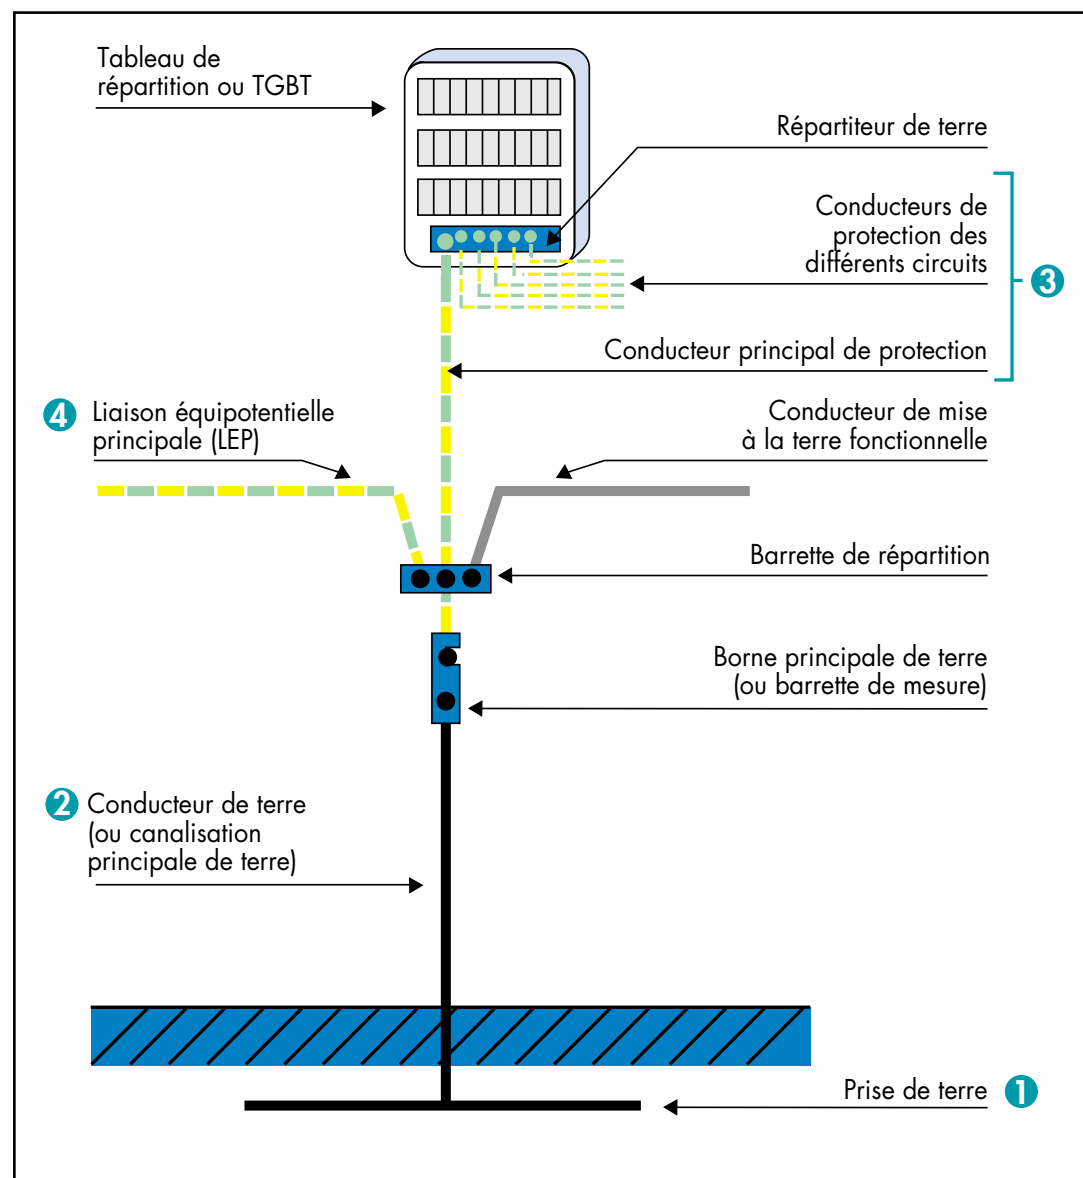 Tableau de
répartition ou TGBT
Répartiteur de terre
Conducteurs de
protection des
différents circuits
3
Conducteur principal de protection
4
Liaison équipotentielle
principale (LEP)
Conducteur de mise
à la terre fonctionnelle
Barrette de répartition
Borne principale de terre
(ou barrette de mesure)
2
Conducteur de terre
(ou canalisation
principale de terre)
Prise de terre
1